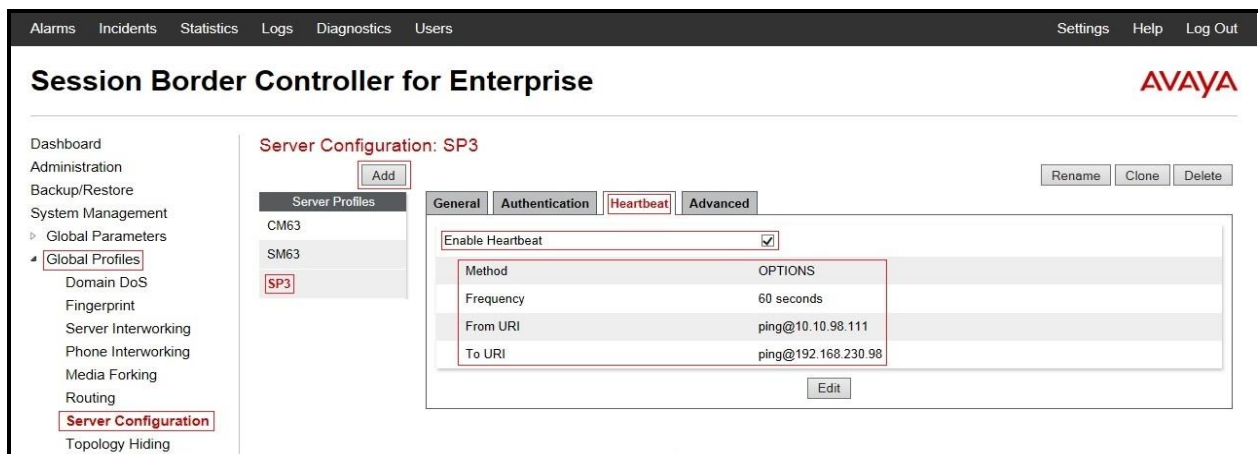 Alarms Incidents Statistics Logs Diagnostics Users Settings Help Log Out
Session Border Controller for Enterprise
AVAYA
Dashboard
Administration
Backup/Restore
System Management
Global Parameters
Global Profiles
Domain DoS
Fingerprint
Server Interworking
Phone Interworking
Media Forking
Routing
Server Configuration
Topology Hiding
Server Configuration: SP3
Add
Rename Clone Delete
Server Profiles
CM63
SM63
SP3
General Authentication Heartbeat Advanced
Enable Heartbeat
Method OPTIONS
Frequency 60 seconds
From URI ping@10.10.98.111
To URI ping@192.168.230.98
Edit